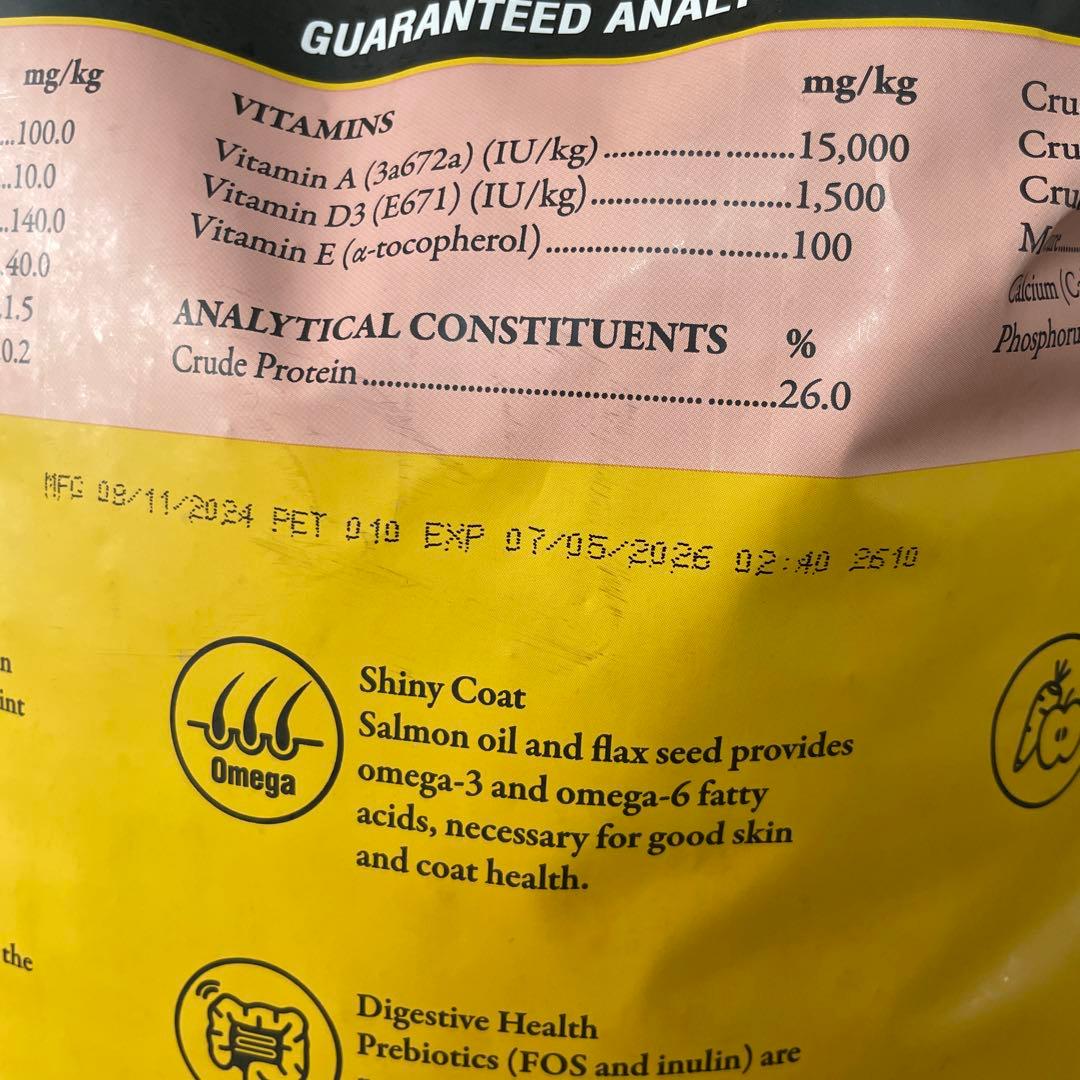 GUARANTEED
mg/kg
...100.0
..10.0
..140.0
.40.0
.1.5
0.2
VITAMINS mg/kg
Vitamin A (3a672a) (IU/kg) .................... 15,000
Vitamin D3 (E671) (IU/kg) .................... 1,500
Vitamin E (α-tocopherol) .................... 100
ANALYTICAL CONSTITUENTS %
Crude Protein .................... 26.0
Cru
Cru
Cru
Calcium (C
Phosphoru
MFG 09/11/2024 PET 010 EXP 07/05/2026 02:40 2610
n
int
Omega
Shiny Coat
Salmon oil and flax seed provides
omega-3 and omega-6 fatty
acids, necessary for good skin
and coat health.
the
Digestive Health
Prebiotics (FOS and inulin) are